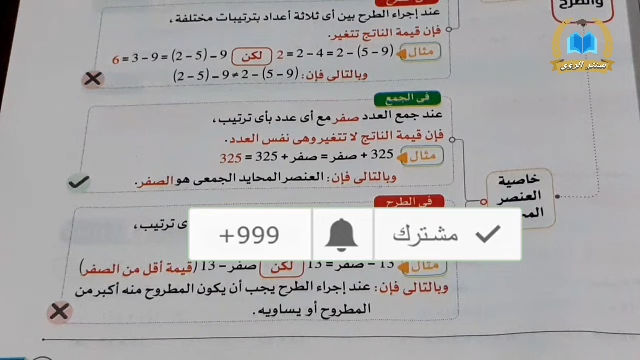 والطرح
عند إجراء الطرح بين أى ثلاثة أعداد بترتيبات مختلفة،
فإن قيمة الناتج تتغير.
مثال (9 – 5) – 2 = 4 – 2 = 2 لكن 9 – (5 – 2) = 9 – 3 = 6
وبالتالى فإن: (9 – 5) – 2 ≠ 9 – (5 – 2)
فى الجمع
عند جمع العدد صفر مع أى عدد بأى ترتيب،
فإن قيمة الناتج لا تتغير وهى نفس العدد.
مثال 325 + صفر = صفر + 325 = 325
وبالتالى فإن: العنصر المحايد الجمعى هو الصفر.
خاصية
العنصر
فى الطرح
ى ترتيب،
مشترك
+999
مثال 13 – صفر = 13 لكن صفر – 13 (قيمة أقل من الصفر)
وبالتالى فإن: عند إجراء الطرح يجب أن يكون المطروح منه أكبر من
المطروح أو يساويه.